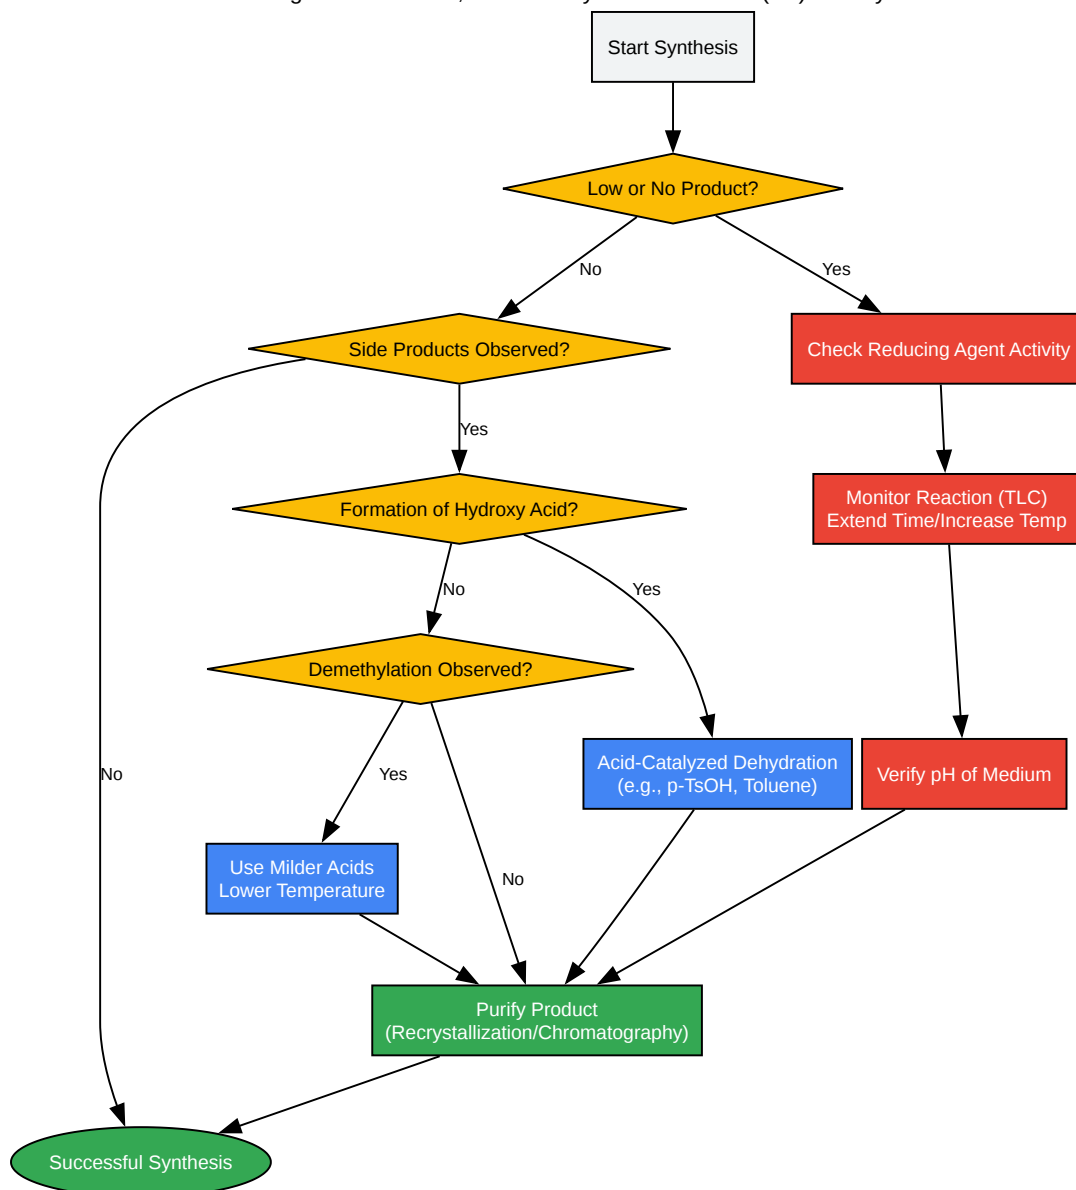 Start Synthesis
Low or No Product?
No
Yes
Side Products Observed?
Check Reducing Agent Activity
Yes
Formation of Hydroxy Acid?
Monitor Reaction (TLC)
Extend Time/Increase Temp
No
Yes
Demethylation Observed?
No
Yes
Acid-Catalyzed Dehydration
(e.g., p-TsOH, Toluene)
Verify pH of Medium
Use Milder Acids
Lower Temperature
No
Purify Product
(Recrystallization/Chromatography)
Successful Synthesis